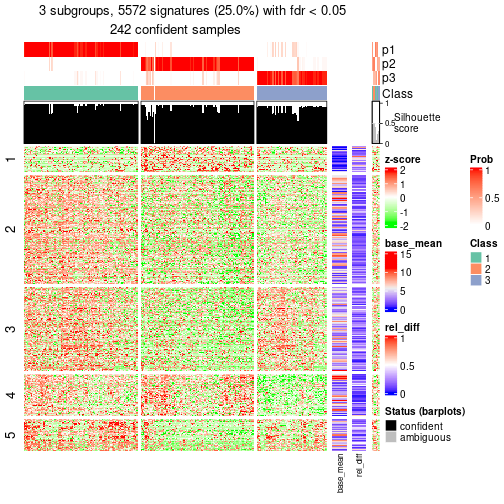 3 subgroups, 5572 signatures (25.0%) with fdr < 0.05
242 confident samples
p1
p2
p3
Class
1
0.5
0
Silhouette
score
1
2
3
4
5
base_mean
rel_diff
z-score
2
1
0
-1
-2
base_mean
15
10
5
0
rel_diff
1
0.5
0
Status (barplots)
confident
ambiguous
Prob
1
0.5
0
Class
1
2
3